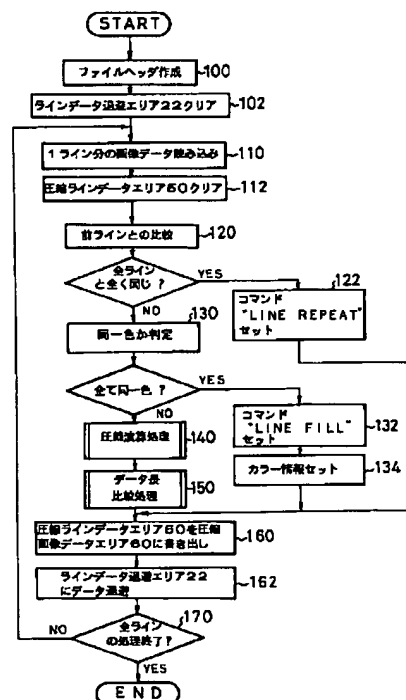 START
ファイルヘッダ作成
100
ラインデータ退避エリア22クリア
102
1ライン分の画像データ読み込み
110
圧縮ラインデータエリア50クリア
112
前ラインとの比較
120
全ライン
と全く同じ?
YES
NO
122
コマンド
"LINE REPEAT"
セット
130
同一色か判定
全て同一色?
YES
NO
コマンド
"LINE FILL"
セット
132
圧縮演算処理
140
カラー情報セット
134
データ長
比較処理
150
圧縮ラインデータエリア50を圧縮
画像データエリア60に書き出し
160
ラインデータ退避エリア22
にデータ退避
162
170
全ライン
の処理終了?
NO
YES
END